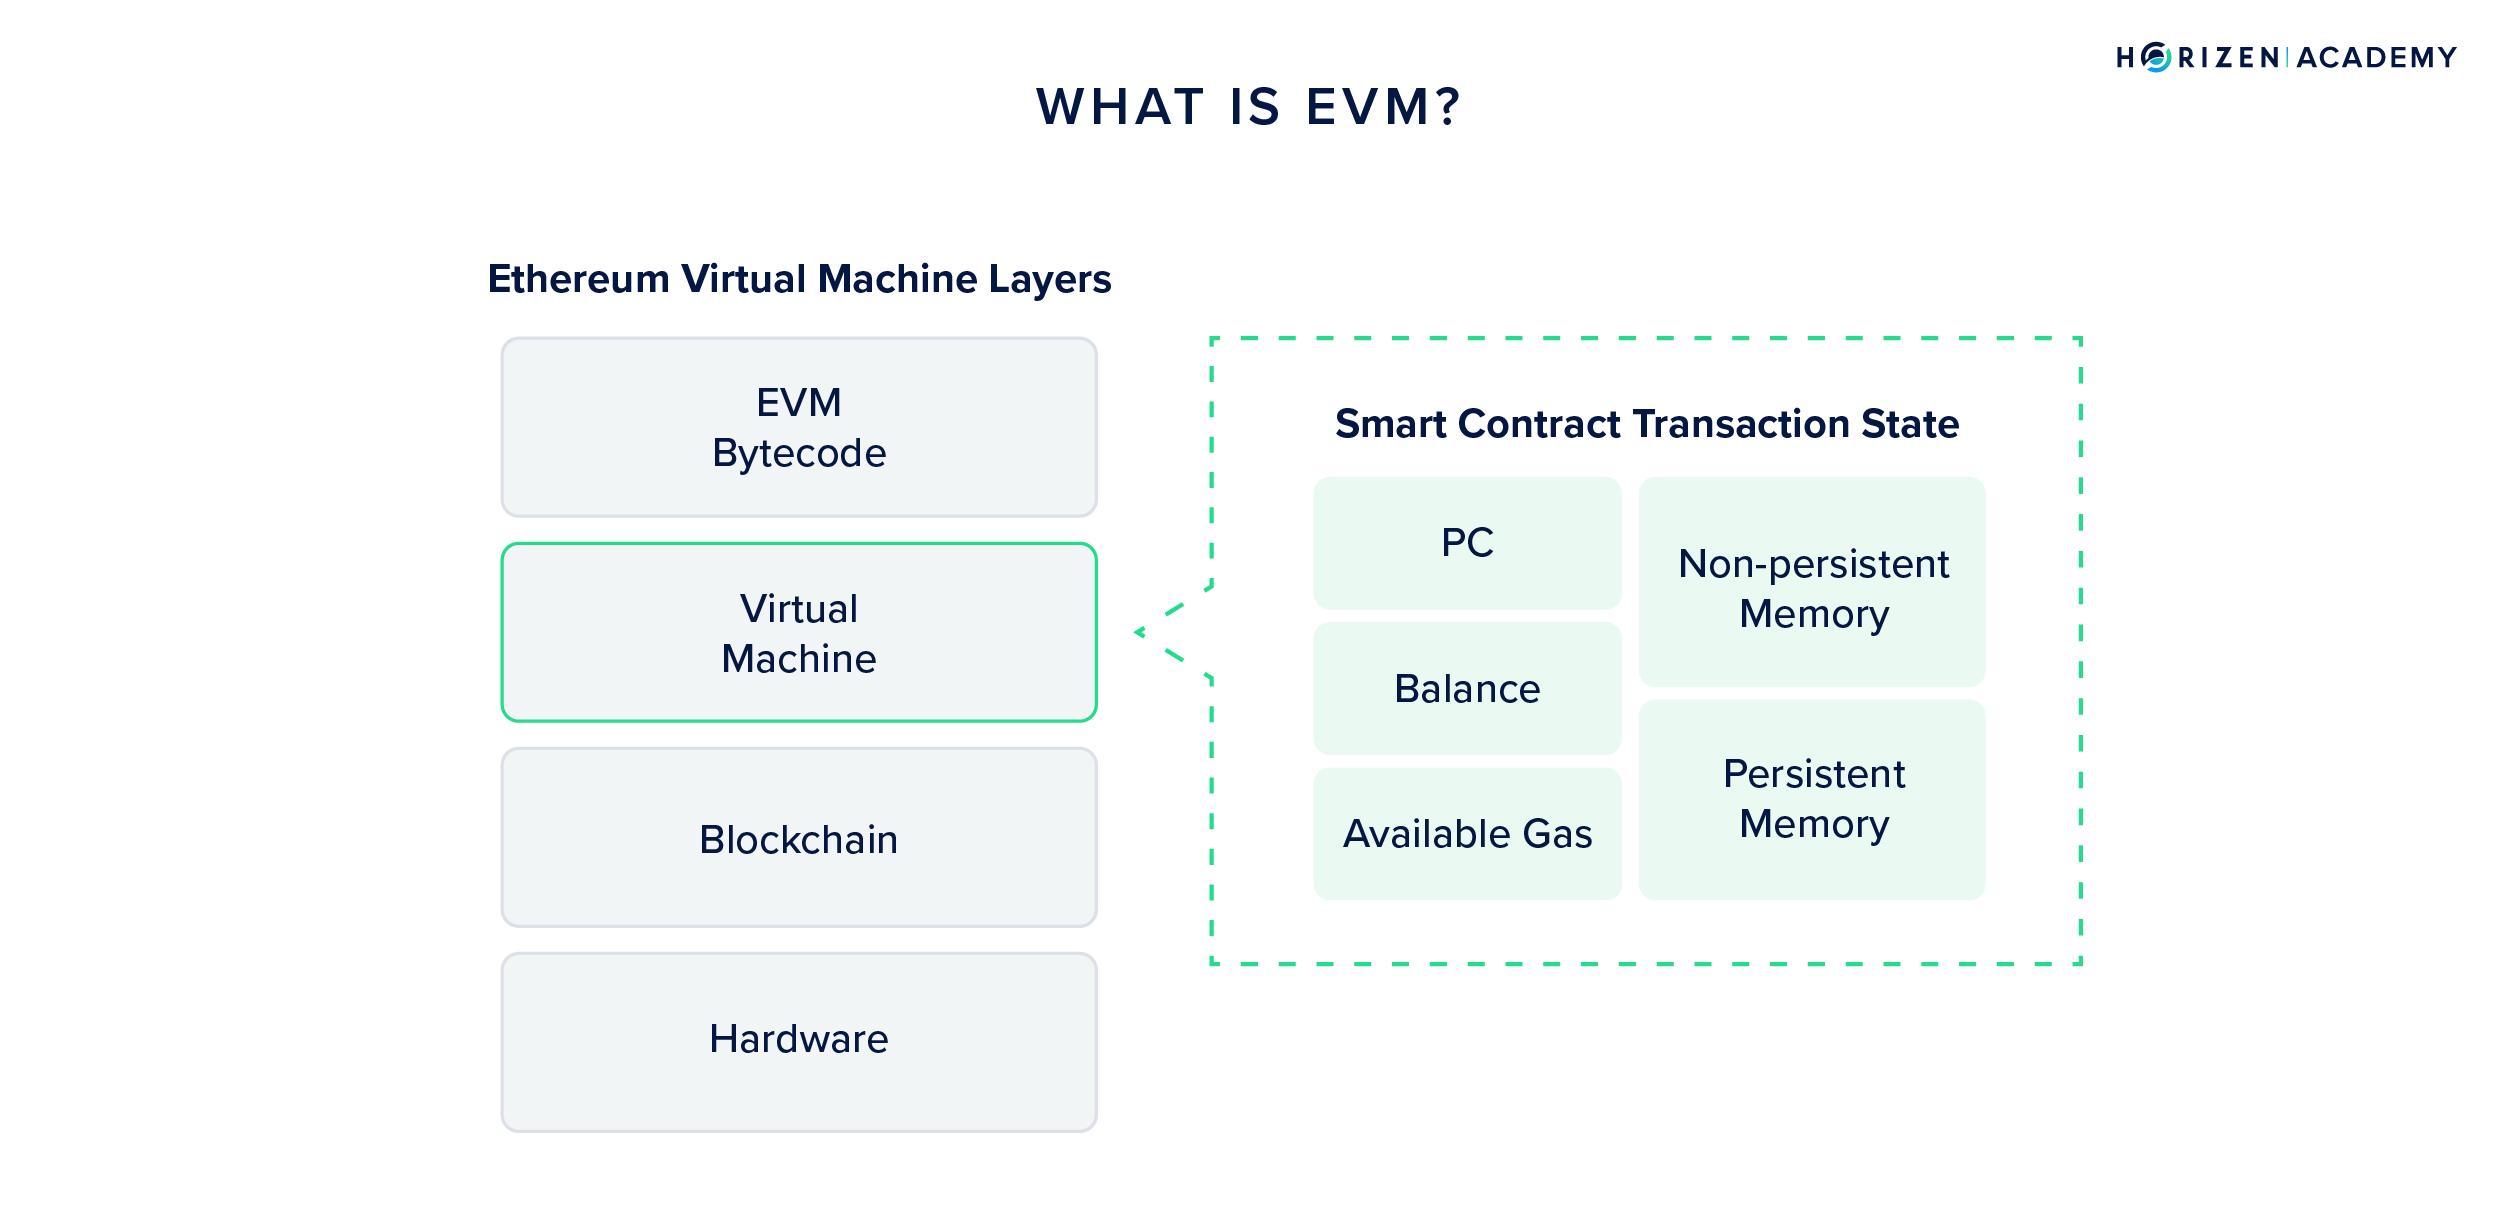 HORIZEN | ACADEMY
WHAT IS EVM?
Ethereum Virtual Machine Layers
EVM
Bytecode
Virtual
Machine
Blockchain
Hardware
Smart Contract Transaction State
PC
Balance
Available Gas
Non-persistent
Memory
Persistent
Memory